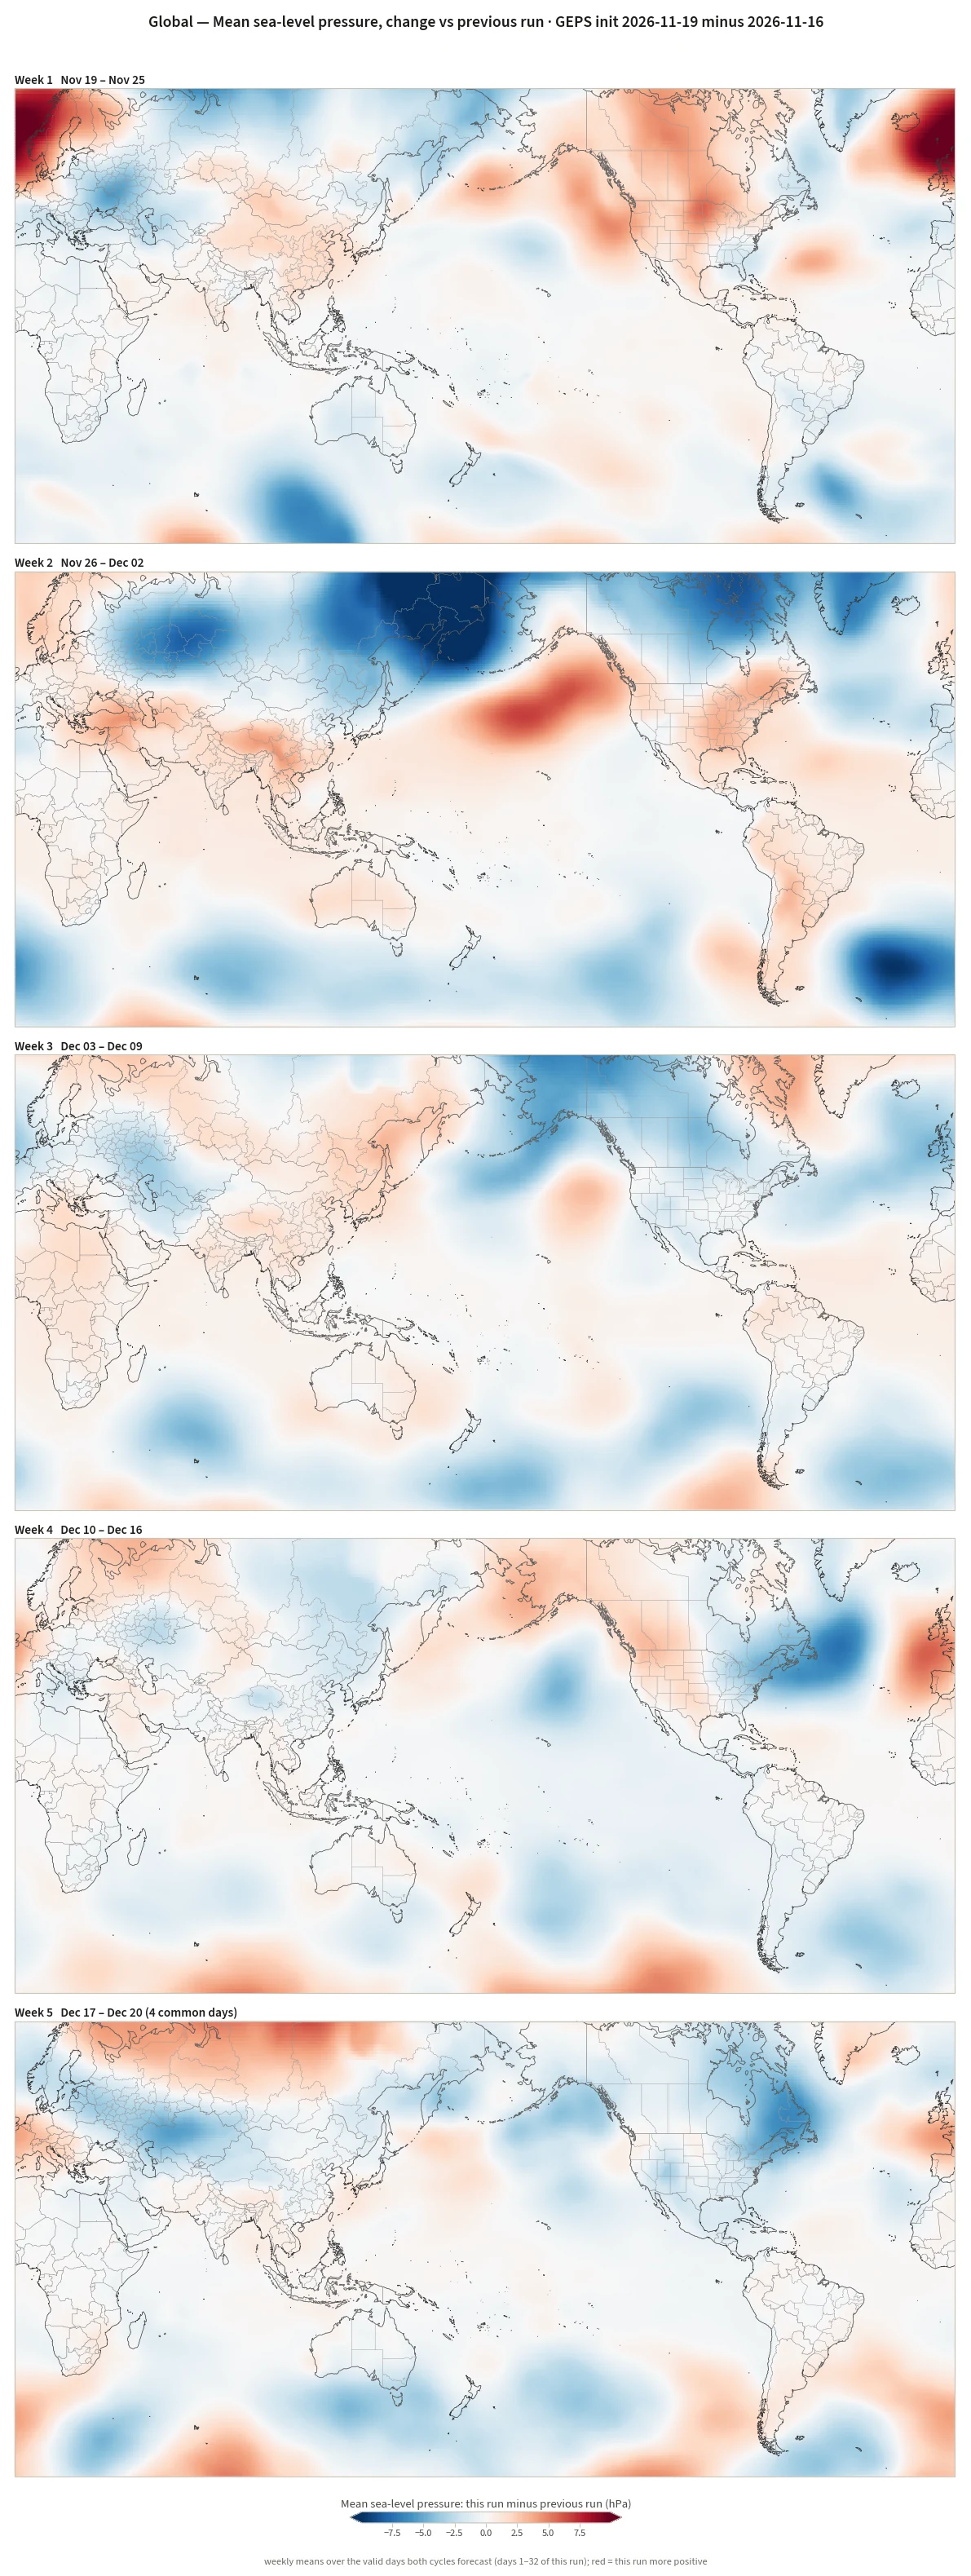 Global — Mean sea-level pressure, change vs previous run · GEPS init 2026-11-19 minus 2026-11-16
Week 1 Nov 19 – Nov 25
Week 2 Nov 26 – Dec 02
Week 3 Dec 03 – Dec 09
Week 4 Dec 10 – Dec 16
Week 5 Dec 17 – Dec 20 (4 common days)
Mean sea-level pressure: this run minus previous run (hPa)
−7.5 −5.0 −2.5 0.0 2.5 5.0 7.5
weekly means over the valid days both cycles forecast (days 1–32 of this run); red = this run more positive